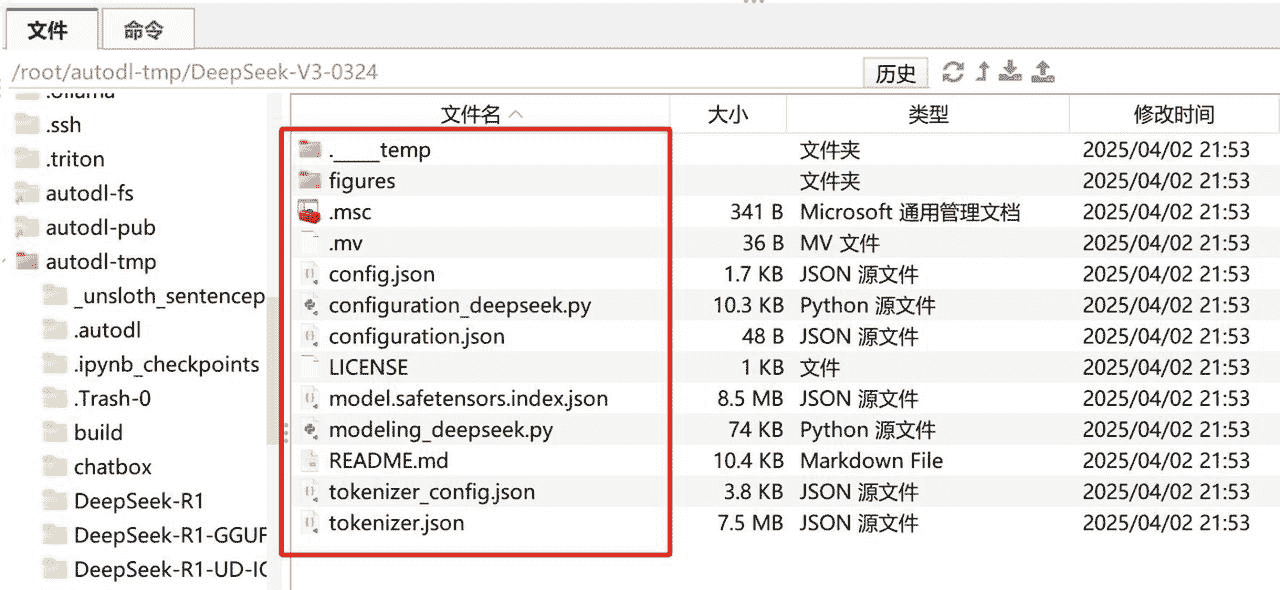 文件 命令
/root/autodl-tmp/DeepSeek-V3-0324 历史
文件名 大小 类型 修改时间
.ollama
.ssh
.triton
autodl-fs
autodl-pub
autodl-tmp
_unsloth_sentencep
.autodl
.ipynb_checkpoints
.Trash-0
build
chatbox
DeepSeek-R1
DeepSeek-R1-GGUF
DeepSeek-R1-UD-IQ
.____temp 文件夹 2025/04/02 21:53
figures 文件夹 2025/04/02 21:53
.msc 341 B Microsoft 通用管理文档 2025/04/02 21:53
.mv 36 B MV 文件 2025/04/02 21:53
config.json 1.7 KB JSON 源文件 2025/04/02 21:53
configuration_deepseek.py 10.3 KB Python 源文件 2025/04/02 21:53
configuration.json 48 B JSON 源文件 2025/04/02 21:53
LICENSE 1 KB 文件 2025/04/02 21:53
model.safetensors.index.json 8.5 MB JSON 源文件 2025/04/02 21:53
modeling_deepseek.py 74 KB Python 源文件 2025/04/02 21:53
README.md 10.4 KB Markdown File 2025/04/02 21:53
tokenizer_config.json 3.8 KB JSON 源文件 2025/04/02 21:53
tokenizer.json 7.5 MB JSON 源文件 2025/04/02 21:53